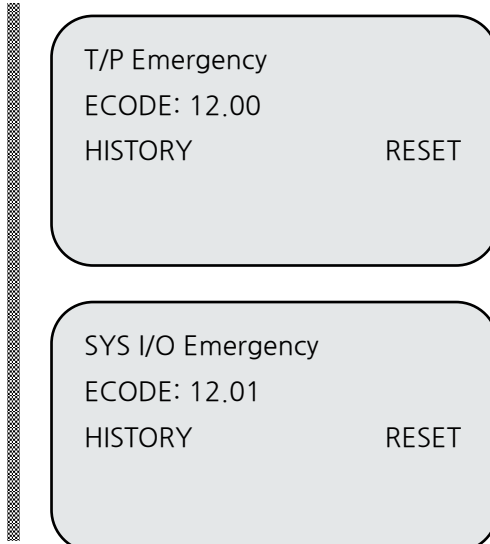 T/P Emergency
ECODE: 12.00
HISTORY RESET
SYS I/O Emergency
ECODE: 12.01
HISTORY RESET